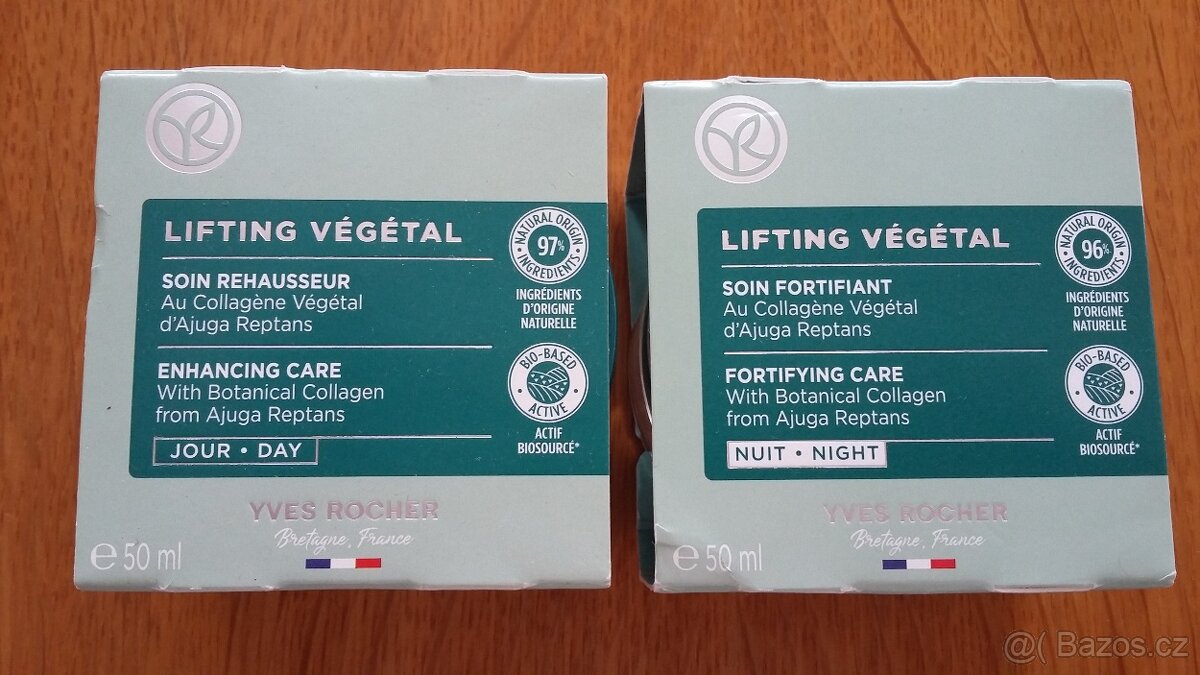 LIFTING VÉGÉTAL
SOIN REHAUSSEUR
Au Collagène Végétal
d'Ajuga Reptans
ENHANCING CARE
With Botanical Collagen
from Ajuga Reptans
JOUR • DAY
NATURAL ORIGIN
97%
INGREDIENTS
INGRÉDIENTS
D'ORIGINE
NATURELLE
BIO-BASED
ACTIVE
ACTIF
BIOSOURCÉ*
YVES ROCHER
Bretagne, France
e 50 ml
LIFTING VÉGÉTAL
SOIN FORTIFIANT
Au Collagène Végétal
d'Ajuga Reptans
FORTIFYING CARE
With Botanical Collagen
from Ajuga Reptans
NUIT • NIGHT
NATURAL ORIGIN
96%
INGREDIENTS
INGRÉDIENTS
D'ORIGINE
NATURELLE
BIO-BASED
ACTIVE
ACTIF
BIOSOURCÉ*
YVES ROCHER
Bretagne, France
e 50 ml
@( Bazos.cz